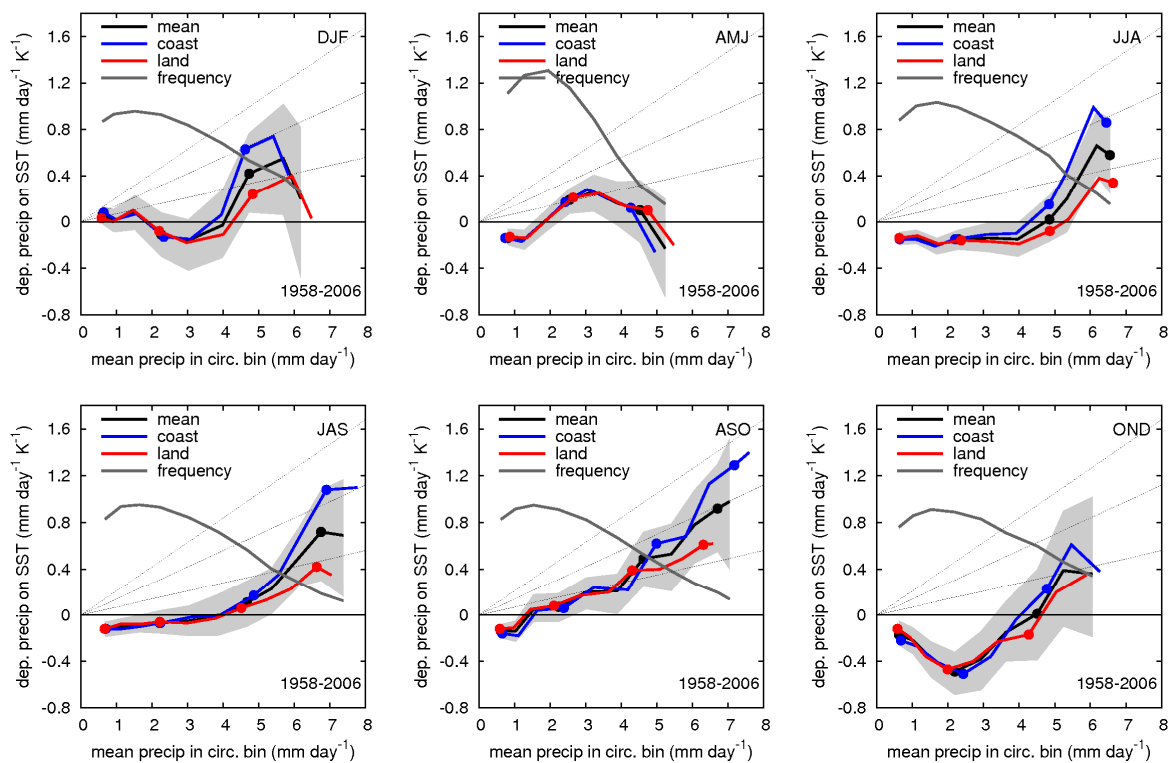 1.6 1.2 0.8 0.4 0 -0.4 -0.8
dep. precip on SST (mm day-1 K-1)
mean
coast
land
frequency
DJF
1958-2006
0 1 2 3 4 5 6 7 8
mean precip in circ. bin (mm day-1)
1.6 1.2 0.8 0.4 0 -0.4 -0.8
dep. precip on SST (mm day-1 K-1)
mean
coast
land
frequency
AMJ
1958-2006
0 1 2 3 4 5 6 7 8
mean precip in circ. bin (mm day-1)
1.6 1.2 0.8 0.4 0 -0.4 -0.8
dep. precip on SST (mm day-1 K-1)
mean
coast
land
frequency
JJA
1958-2006
0 1 2 3 4 5 6 7 8
mean precip in circ. bin (mm day-1)
1.6 1.2 0.8 0.4 0 -0.4 -0.8
dep. precip on SST (mm day-1 K-1)
mean
coast
land
frequency
JAS
1958-2006
0 1 2 3 4 5 6 7 8
mean precip in circ. bin (mm day-1)
1.6 1.2 0.8 0.4 0 -0.4 -0.8
dep. precip on SST (mm day-1 K-1)
mean
coast
land
frequency
ASO
1958-2006
0 1 2 3 4 5 6 7 8
mean precip in circ. bin (mm day-1)
1.6 1.2 0.8 0.4 0 -0.4 -0.8
dep. precip on SST (mm day-1 K-1)
mean
coast
land
frequency
OND
1958-2006
0 1 2 3 4 5 6 7 8
mean precip in circ. bin (mm day-1)